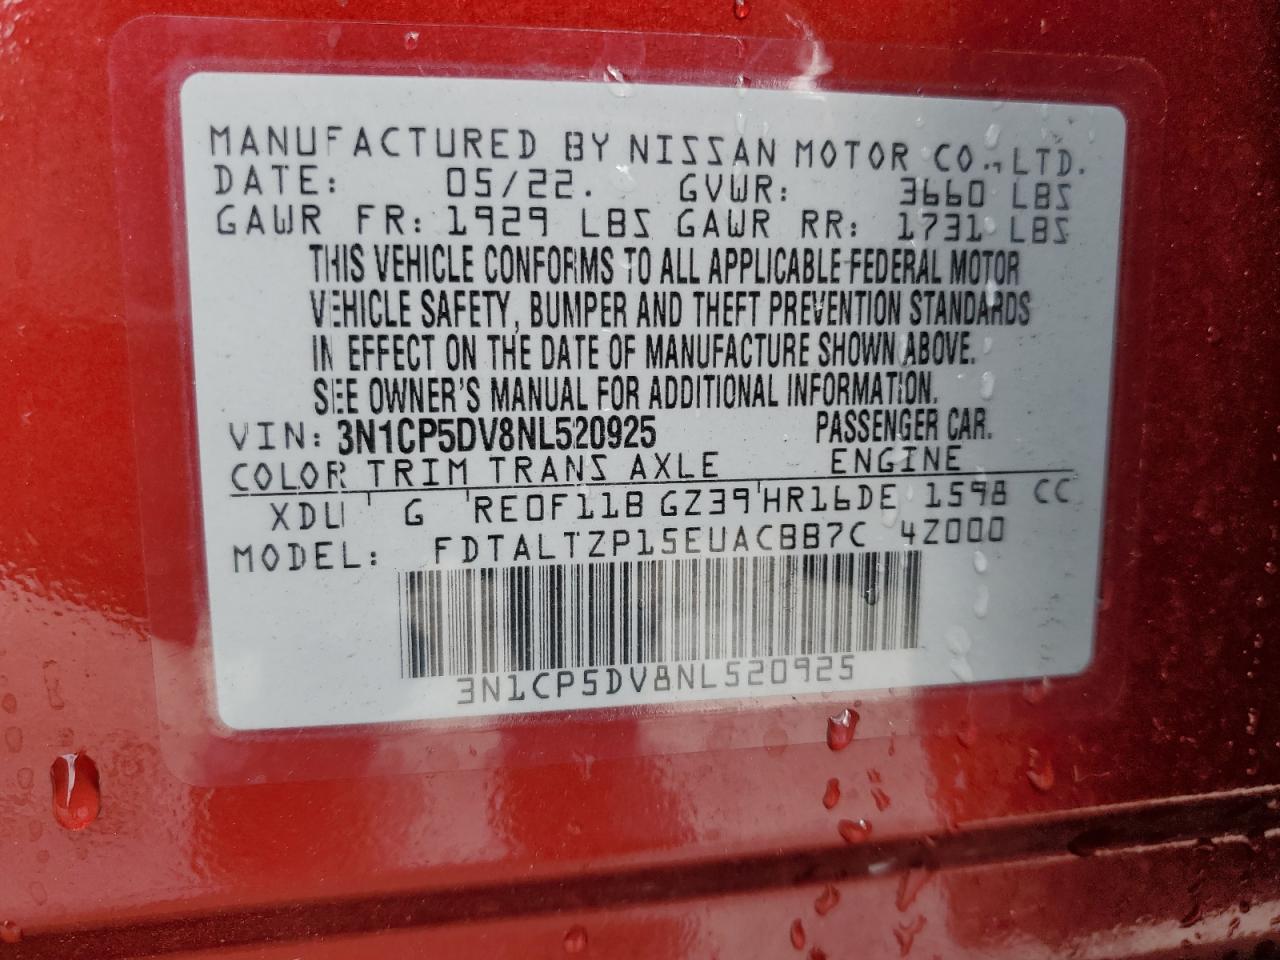 MANUFACTURED BY NISSAN MOTOR CO., LTD.
DATE: 05/22. GVWR: 3660 LBS
GAWR FR: 1929 LBS GAWR RR: 1731 LBS
THIS VEHICLE CONFORMS TO ALL APPLICABLE FEDERAL MOTOR
VEHICLE SAFETY, BUMPER AND THEFT PREVENTION STANDARDS
IN EFFECT ON THE DATE OF MANUFACTURE SHOWN ABOVE.
SEE OWNER'S MANUAL FOR ADDITIONAL INFORMATION.
VIN: 3N1CP5DV8NL520925 PASSENGER CAR.
COLOR TRIM TRANS AXLE ENGINE
XDU G RE0F11B GZ39 HR16DE 1598 CC
MODEL: FDTALTZP15EUACBB7C 4Z000
3N1CP5DV8NL520925